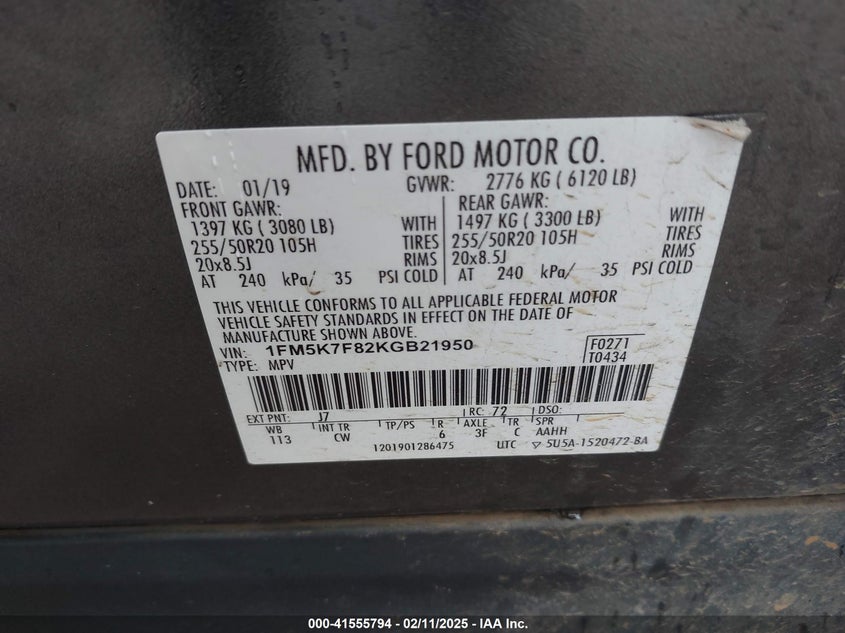 MFD. BY FORD MOTOR CO.
DATE: 01/19 GVWR: 2776 KG ( 6120 LB)
FRONT GAWR: REAR GAWR:
1397 KG ( 3080 LB) WITH 1497 KG ( 3300 LB) WITH
255/50R20 105H TIRES 255/50R20 105H TIRES
20x8.5J RIMS 20x8.5J RIMS
AT 240 kPa/ 35 PSI COLD AT 240 kPa/ 35 PSI COLD
THIS VEHICLE CONFORMS TO ALL APPLICABLE FEDERAL MOTOR
VEHICLE SAFETY STANDARDS IN EFFECT ON THE DATE OF
MANUFACTURE SHOWN ABOVE.
VIN: 1FM5K7F82KGB21950 F0271
TYPE: MPV T0434
EXT PNT: J7 RC: 72 DSO:
WB INT TR TP/PS R AXLE TR SPR
113 CW 6 3F C AAHH
1201901286475 UTC 5U5A-1520472-BA
000-41555794 - 02/11/2025 - IAA Inc.